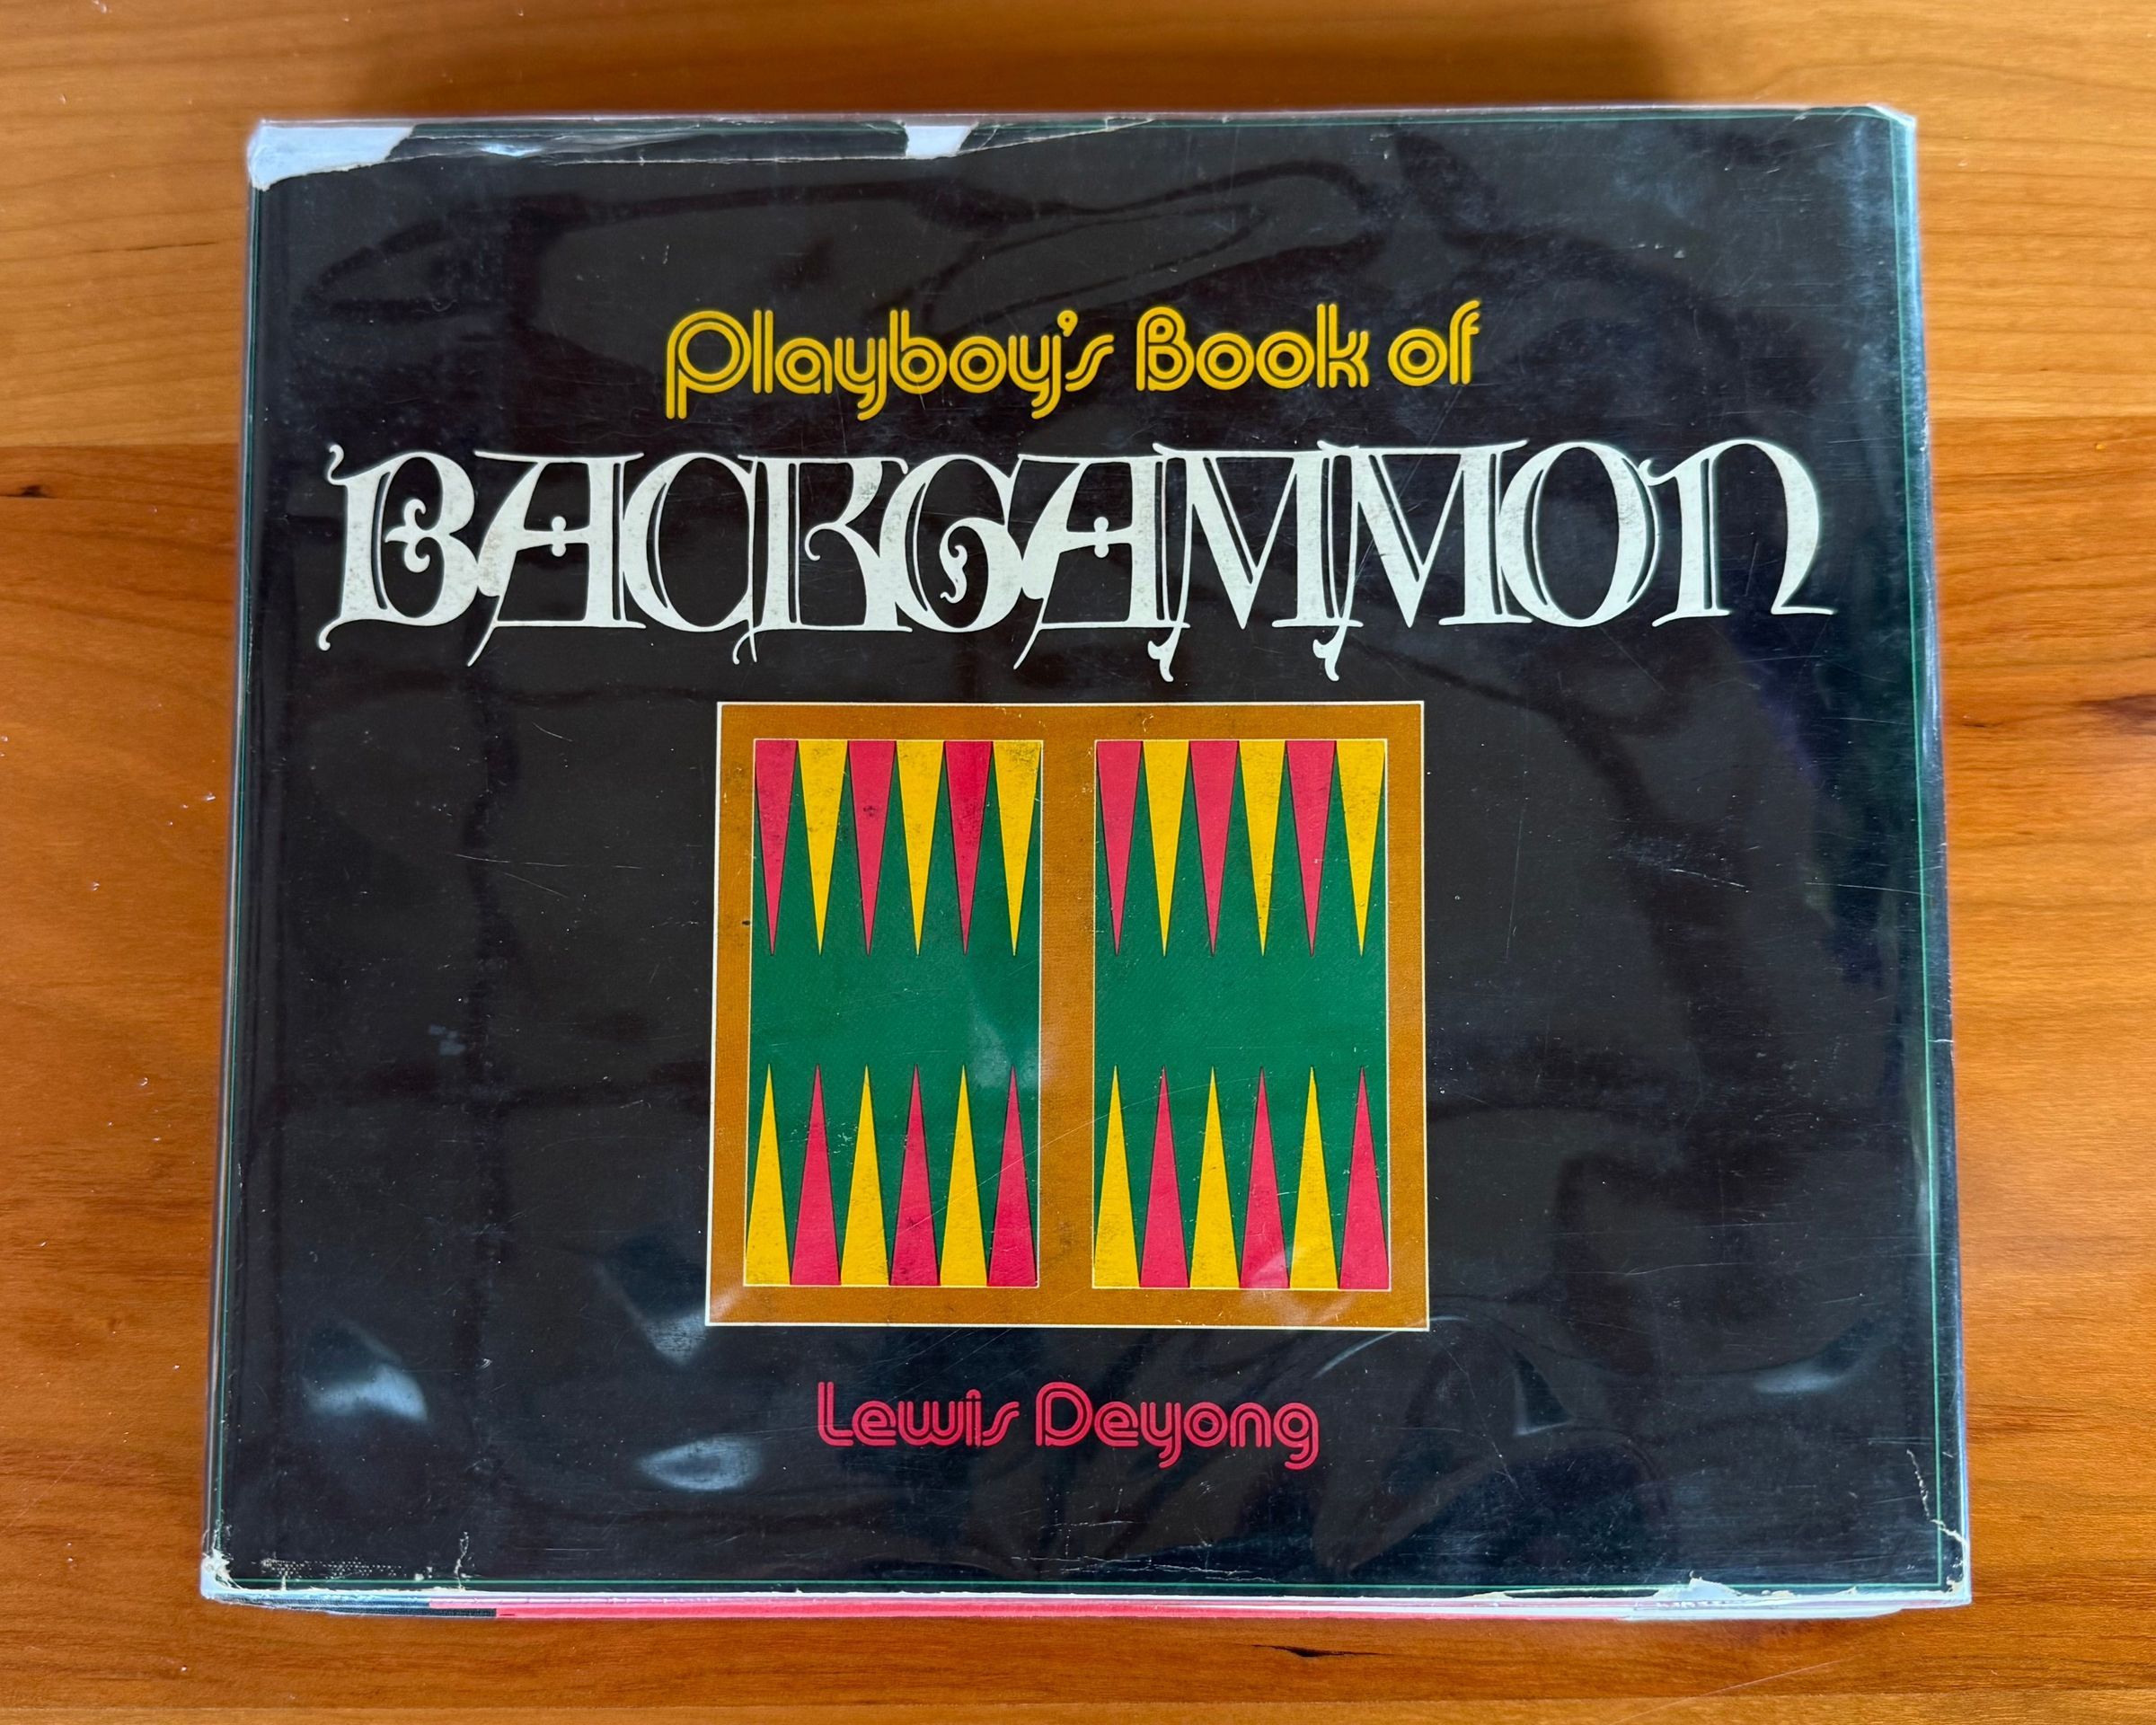 Playboy's Book of
BACKGAMMON
Lewis Deyong